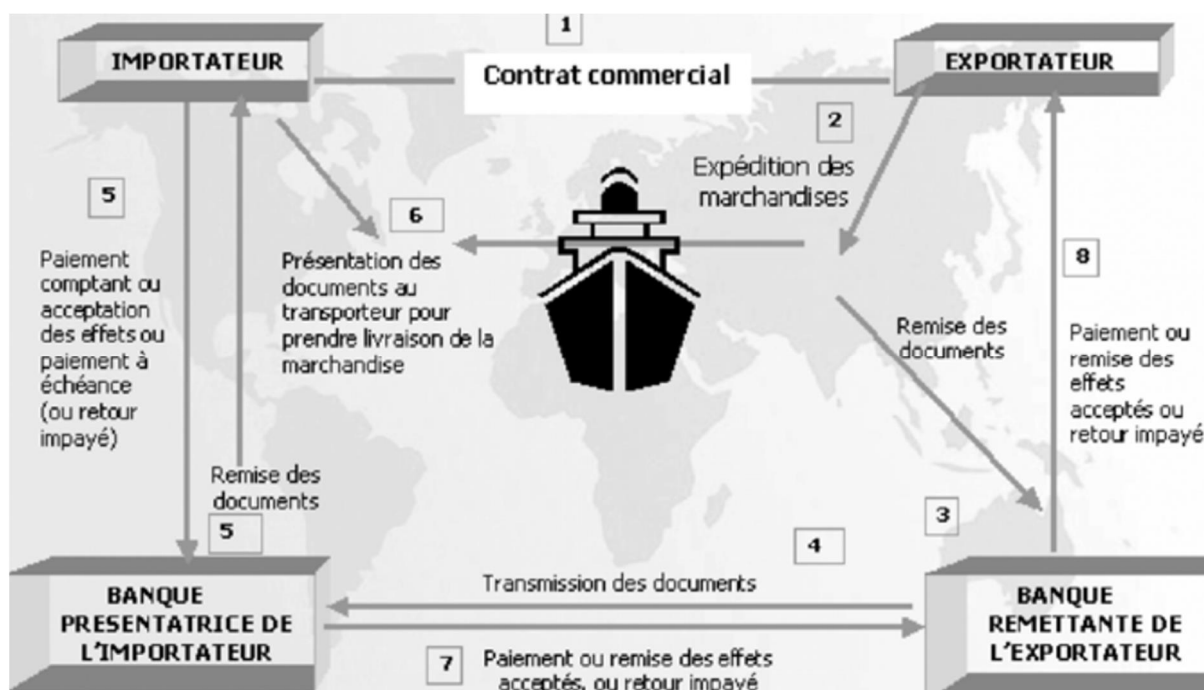 1
IMPORTATEUR
Contrat commercial
EXPORTATEUR
2
Expédition des
marchandises
5
6
8
Paiement
comptant ou
acceptation
des effets ou
paiement à
échéance
(ou retour
impayé)
Présentation des
documents au
transporteur pour
prendre livraison de la
marchandise
Remise des
documents
Paiement ou
remise des
effets
acceptés ou
retour impayé
Remise des
documents
5
3
4
Transmission des documents
BANQUE
PRESENTATRICE DE
L'IMPORTATEUR
BANQUE
REMETTANTE DE
L'EXPORTATEUR
7
Paiement ou remise des effets
acceptés, ou retour impayé